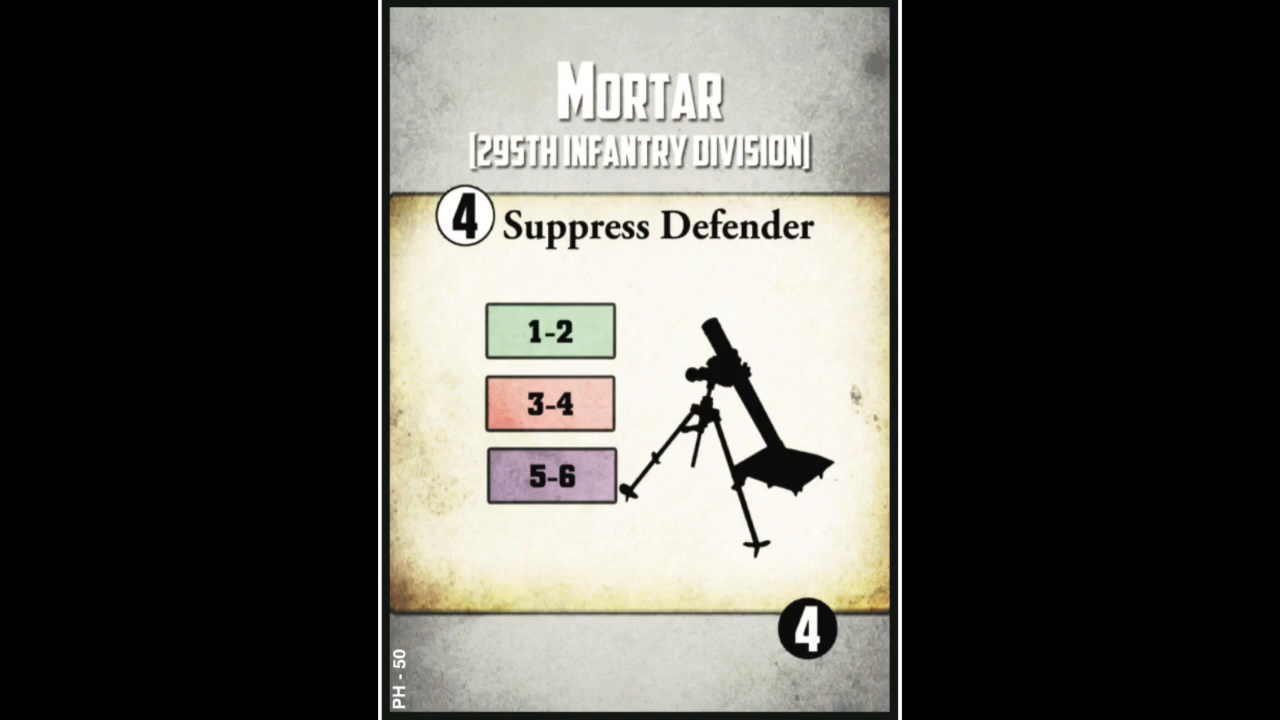 MORTAR
[295TH INFANTRY DIVISION]
4 Suppress Defender
1-2
3-4
5-6
4
PH - 50